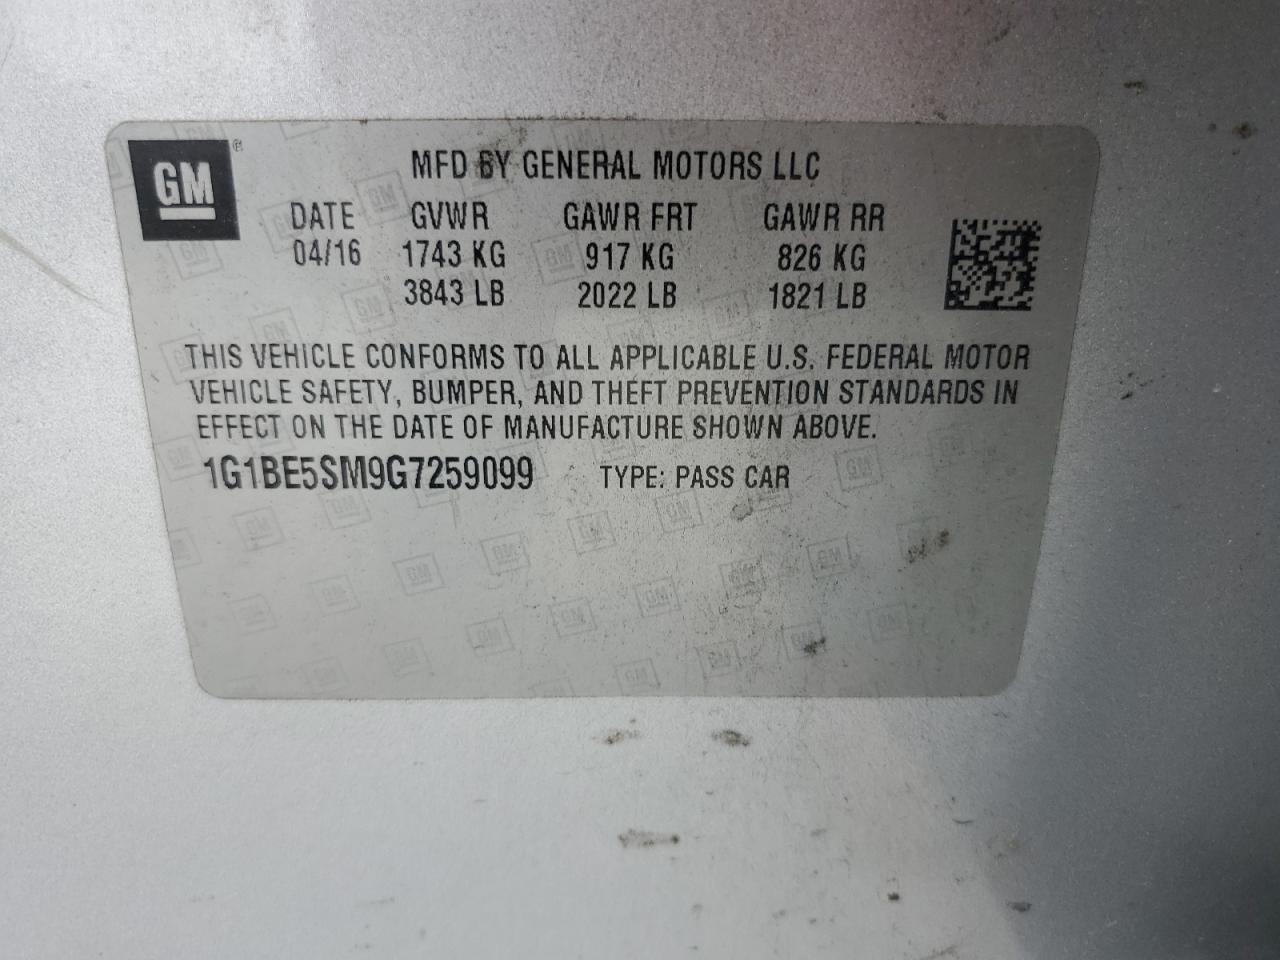 GM®
MFD BY GENERAL MOTORS LLC
DATE GVWR GAWR FRT GAWR RR
04/16 1743 KG 917 KG 826 KG
3843 LB 2022 LB 1821 LB
THIS VEHICLE CONFORMS TO ALL APPLICABLE U.S. FEDERAL MOTOR
VEHICLE SAFETY, BUMPER, AND THEFT PREVENTION STANDARDS IN
EFFECT ON THE DATE OF MANUFACTURE SHOWN ABOVE.
1G1BE5SM9G7259099 TYPE: PASS CAR